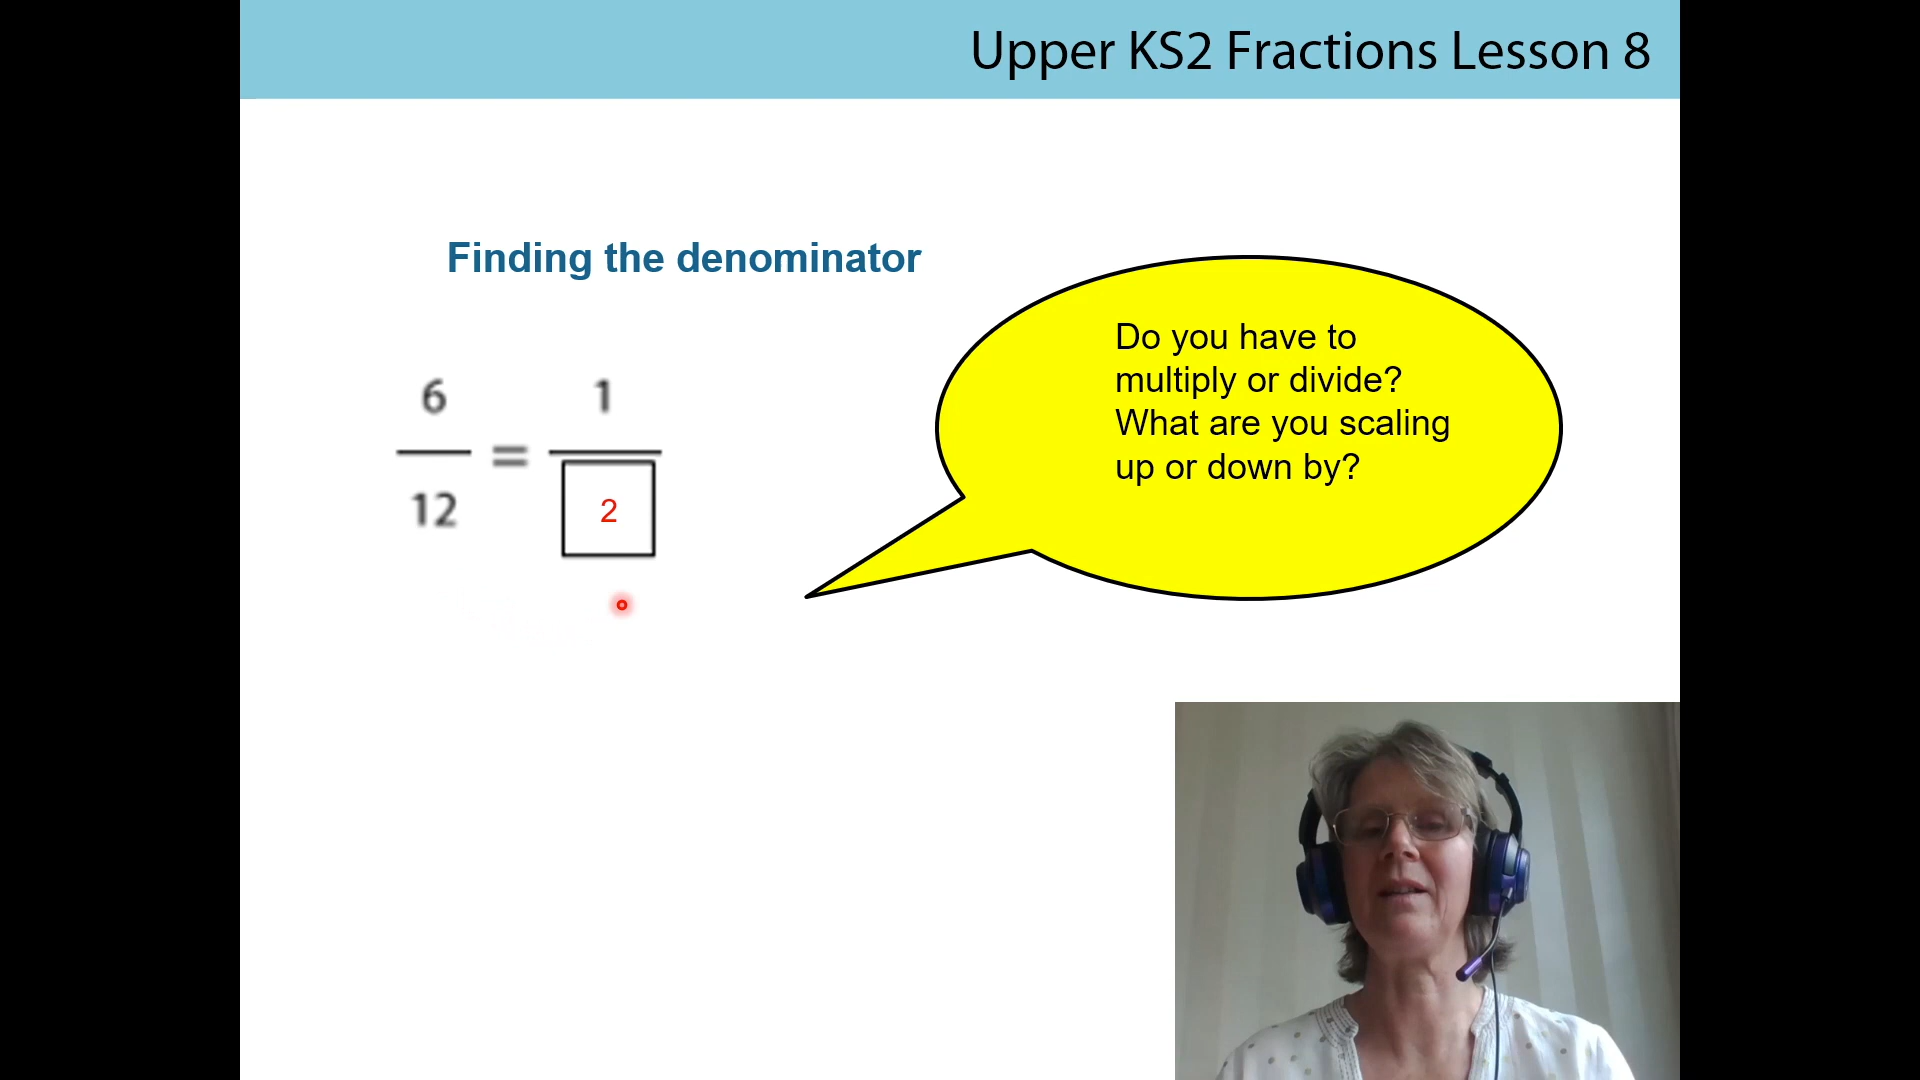 Upper KS2 Fractions Lesson 8
Finding the denominator
6
12
=
1
2
Do you have to
multiply or divide?
What are you scaling
up or down by?